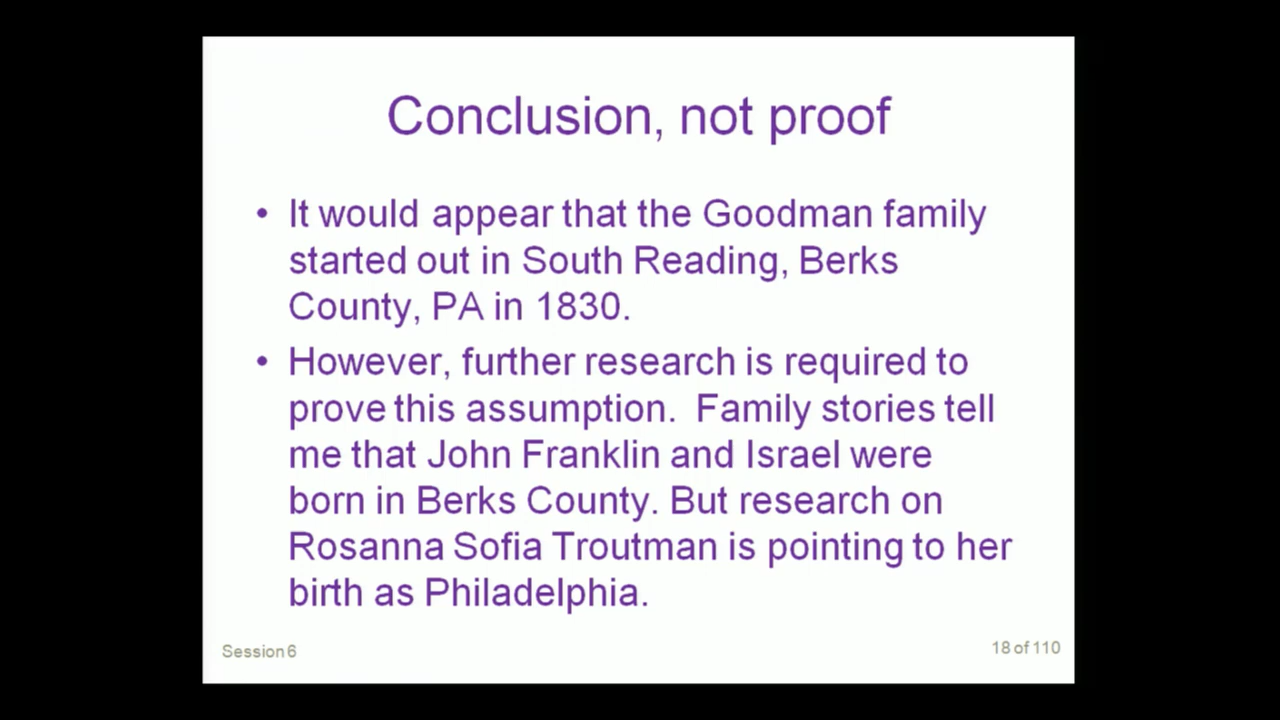 Conclusion, not proof
• It would appear that the Goodman family
started out in South Reading, Berks
County, PA in 1830.
• However, further research is required to
prove this assumption.  Family stories tell
me that John Franklin and Israel were
born in Berks County. But research on
Rosanna Sofia Troutman is pointing to her
birth as Philadelphia.
Session 6
18 of 110